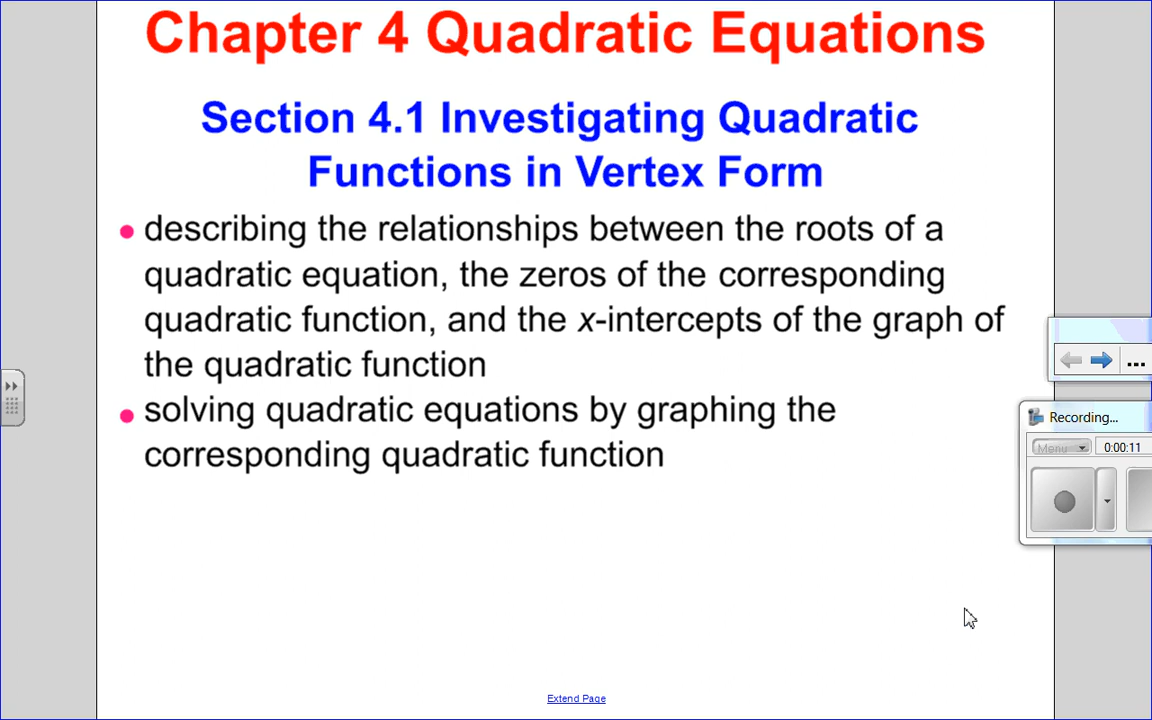 Chapter 4 Quadratic Equations
Section 4.1 Investigating Quadratic
Functions in Vertex Form
• describing the relationships between the roots of a
quadratic equation, the zeros of the corresponding
quadratic function, and the x-intercepts of the graph of
the quadratic function
• solving quadratic equations by graphing the
corresponding quadratic function
...
Recording...
Menu
0:00:11
Extend Page